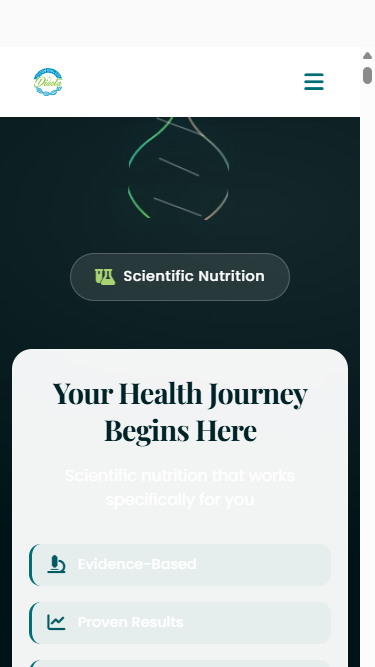 Scientific Nutrition
Your Health Journey
Begins Here
Scientific nutrition that works
specifically for you
Evidence-Based
Proven Results